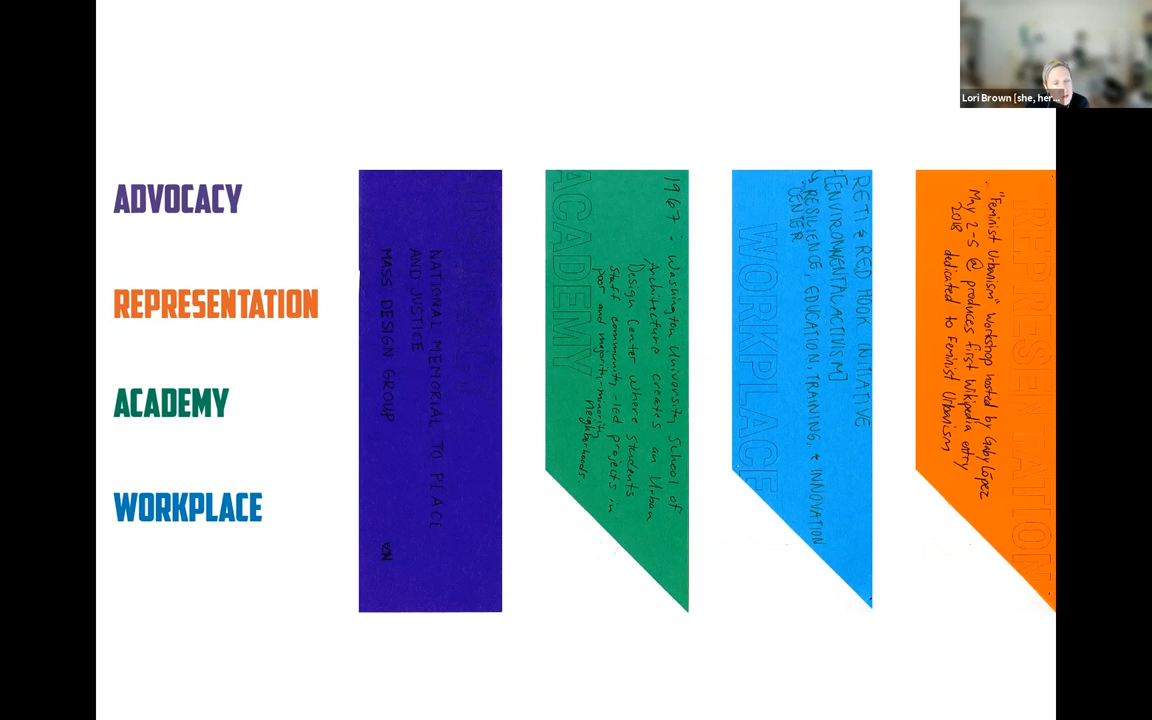 Lori Brown [she, her...
ADVOCACY
REPRESENTATION
ACADEMY
WORKPLACE
NATIONAL MEMORIAL TO PEACE
AND JUSTICE
MASS DESIGN GROUP
ACADEMY
1967: Washington University School of
Architecture creates an Urban
Design Center where students
staff community-led projects in
poor and majority-minority
neighborhoods.
WORKPLACE
RETI & RED HOOK INITIATIVE
[ENVIRONMENTAL ACTIVISM]
RESILIENCE, EDUCATION, TRAINING, + INNOVATION
CENTER
REPRESENTATION
"Feminist Urbanism" workshop hosted by Gaby López
May 2-5 @ produces first Wikipedia entry
2018 dedicated to Feminist Urbanism